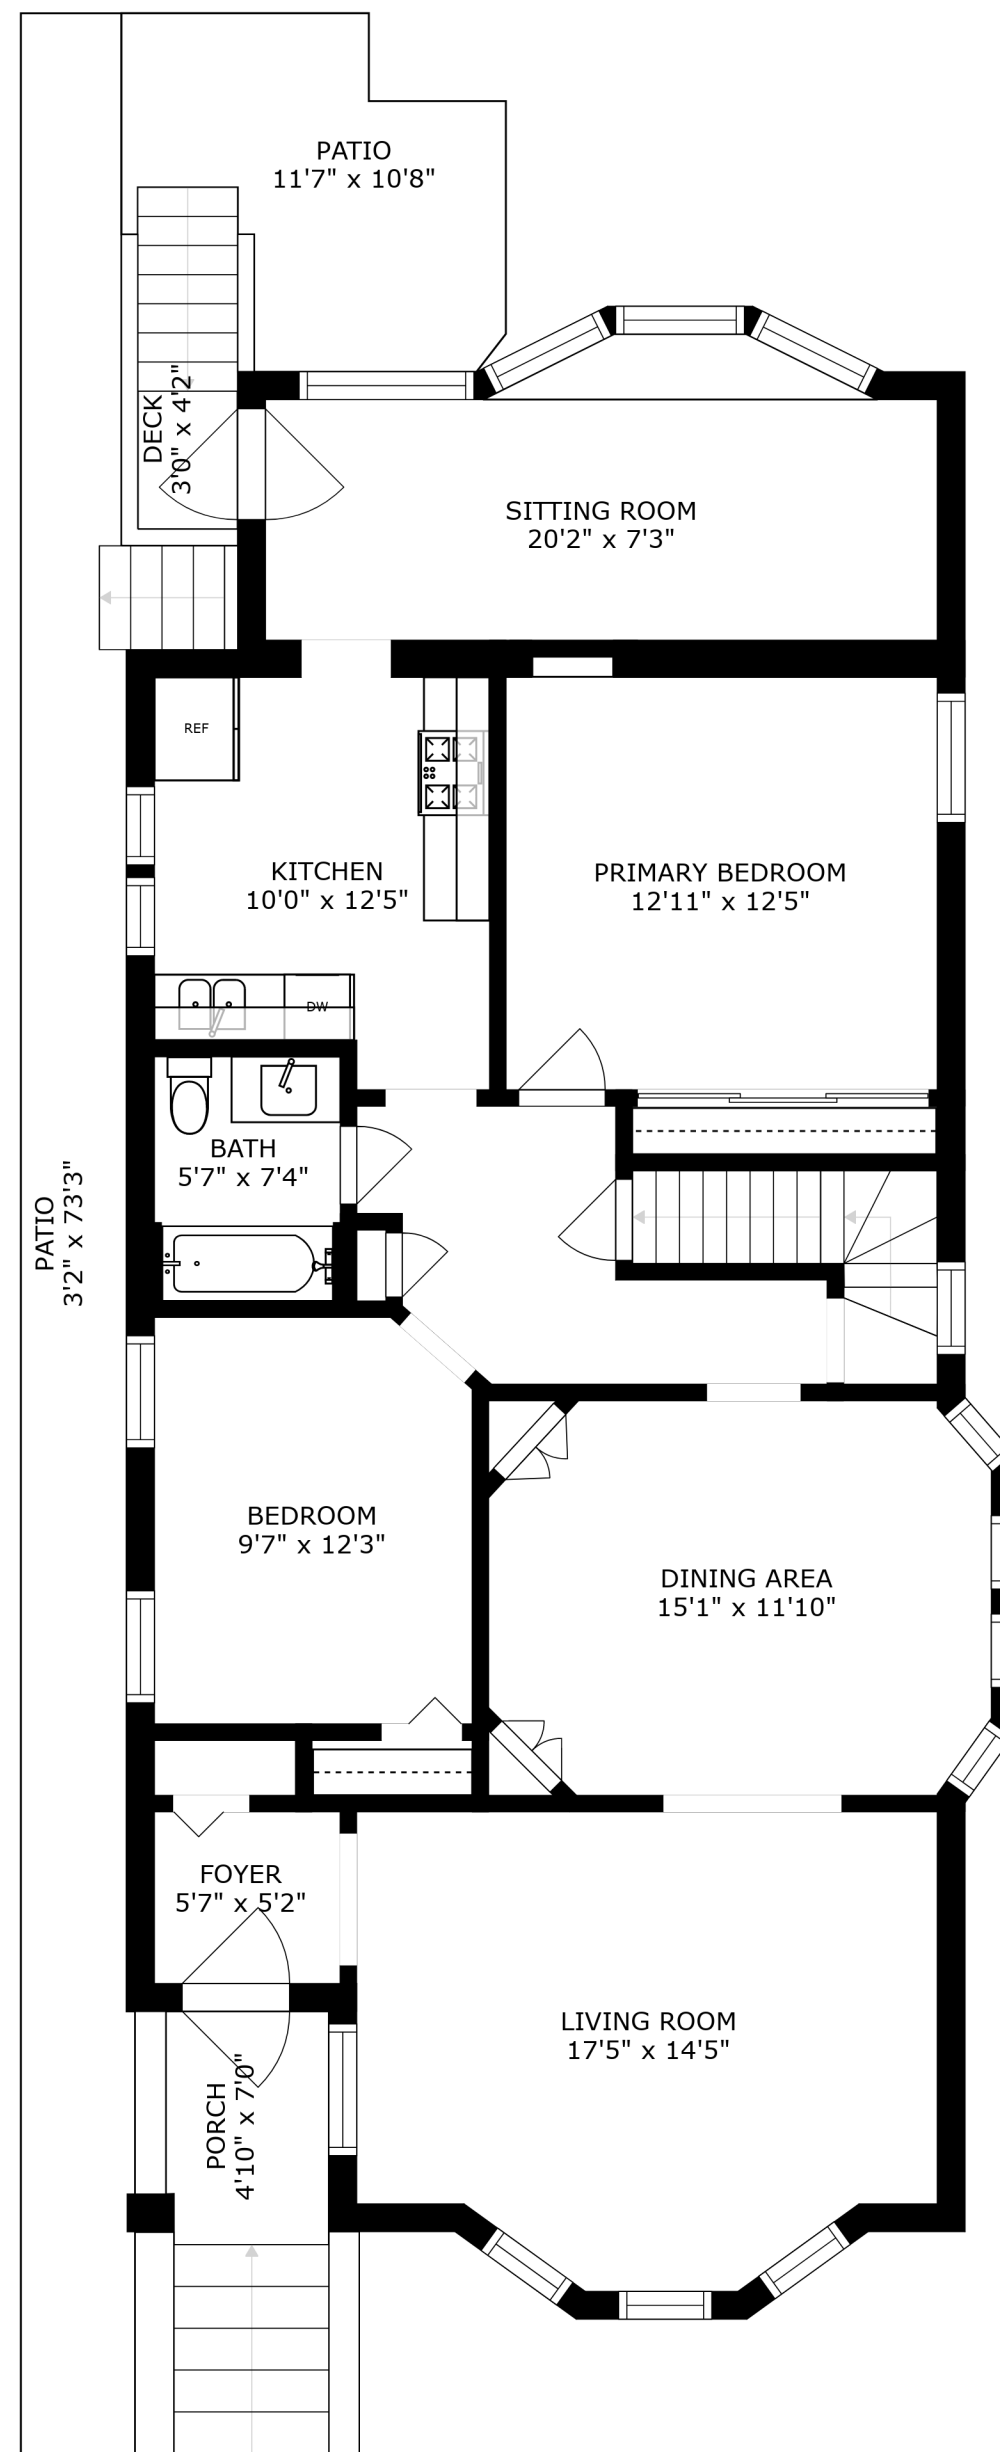 PATIO
11'7" x 10'8"
DECK
3'0" x 4'2"
SITTING ROOM
20'2" x 7'3"
REF
KITCHEN
10'0" x 12'5"
PRIMARY BEDROOM
12'11" x 12'5"
DW
BATH
5'7" x 7'4"
PATIO
3'2" x 73'3"
BEDROOM
9'7" x 12'3"
DINING AREA
15'1" x 11'10"
FOYER
5'7" x 5'2"
LIVING ROOM
17'5" x 14'5"
PORCH
4'10" x 7'0"